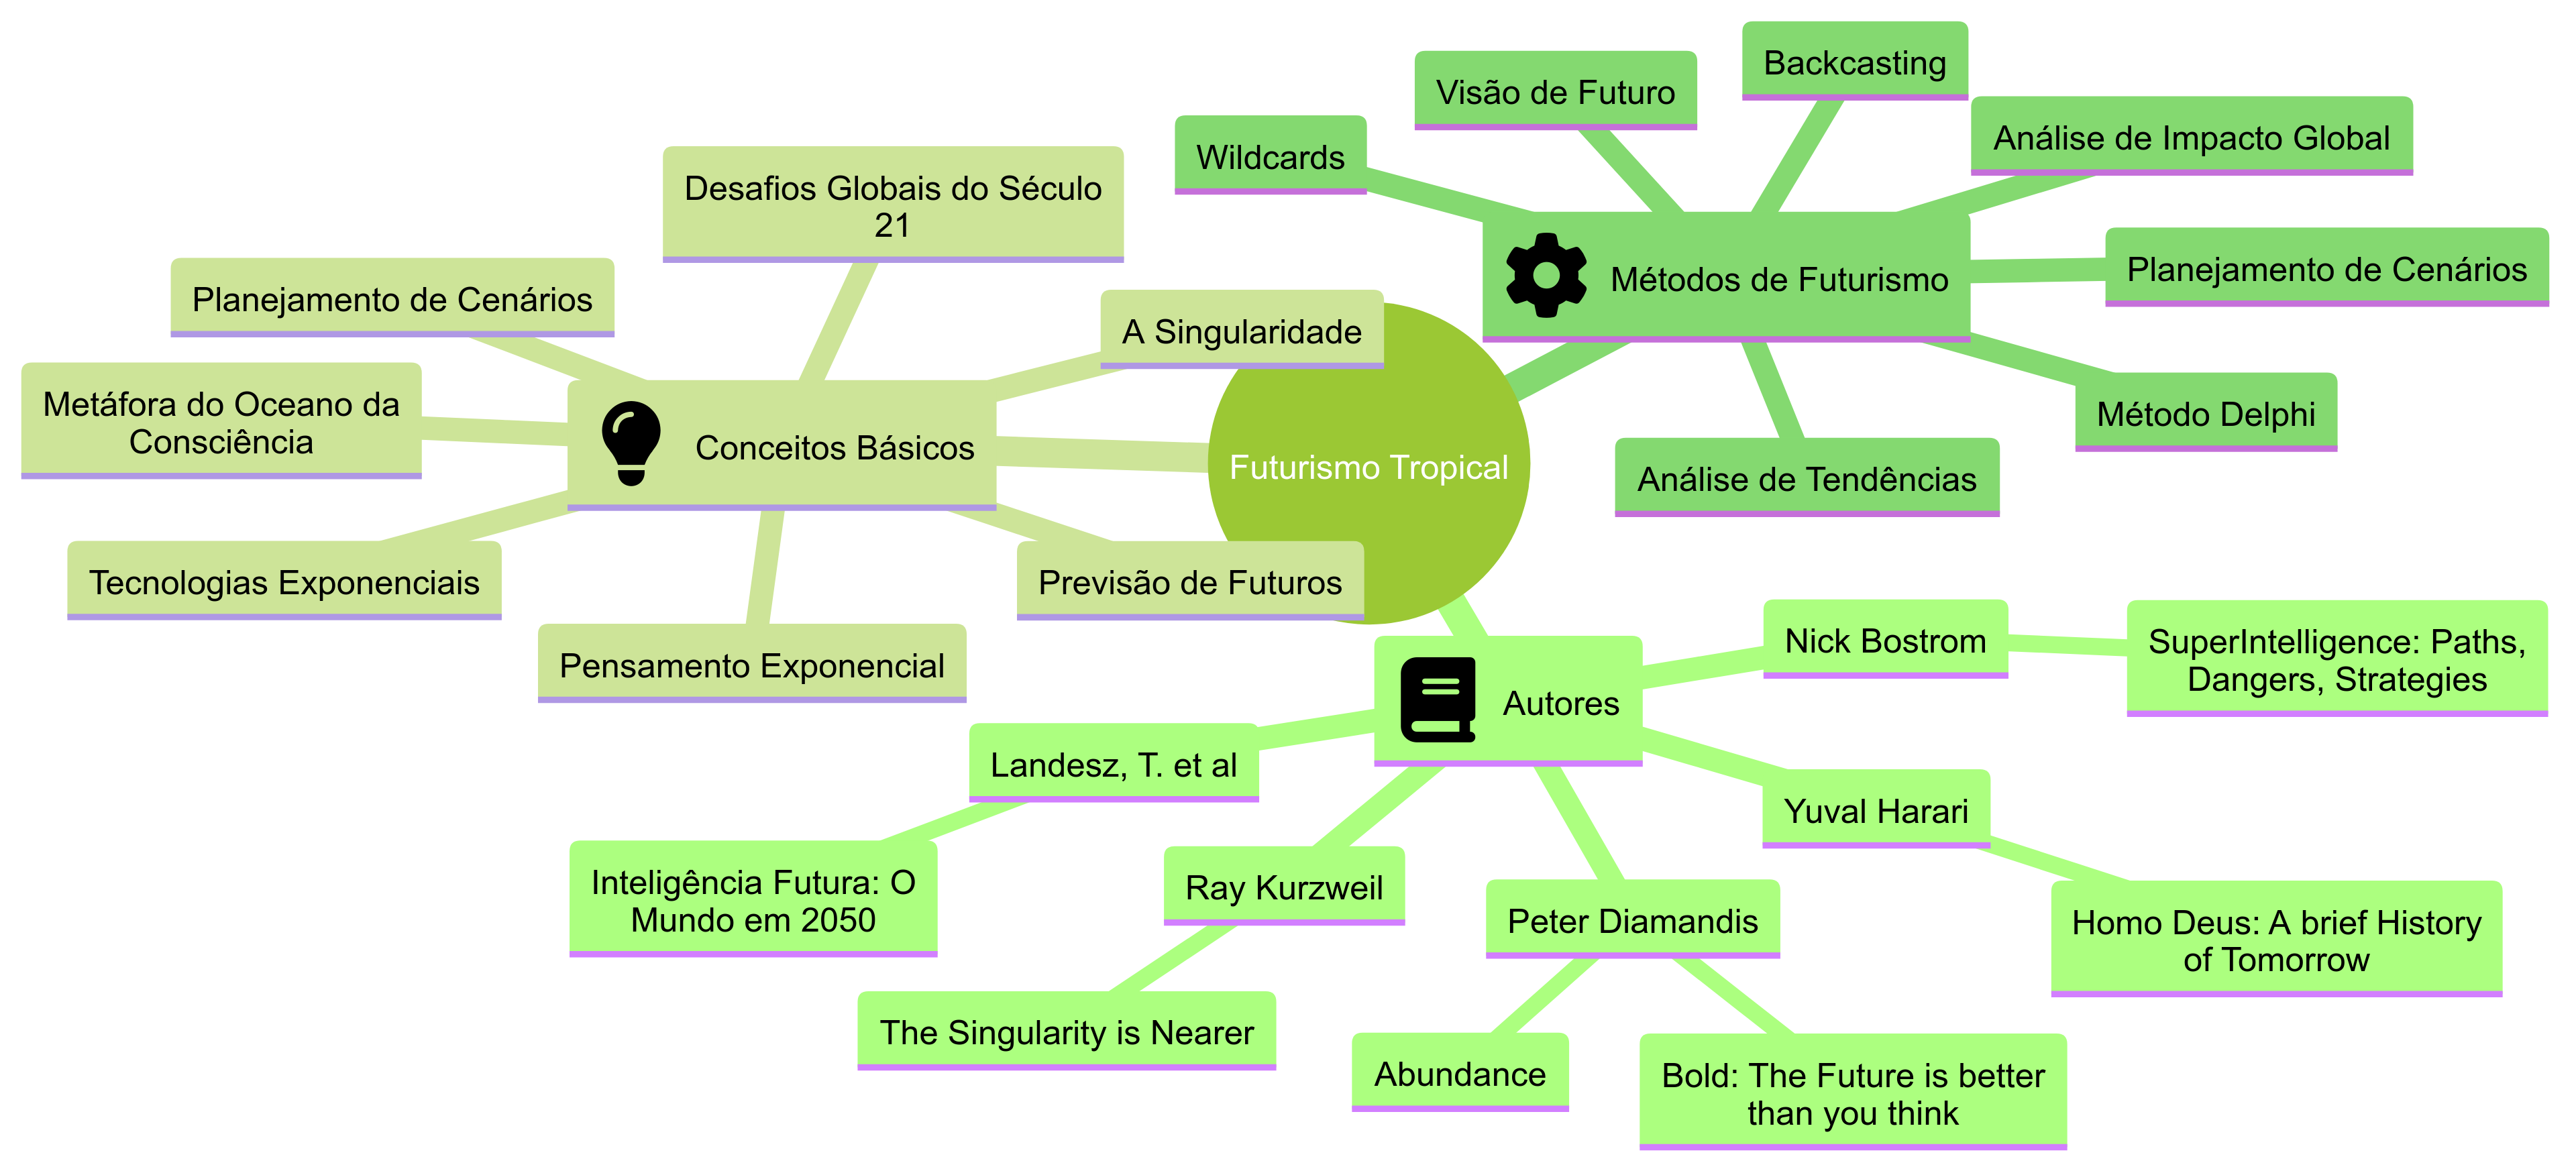 Futurismo Tropical
Conceitos Básicos
Desafios Globais do Século
21
Planejamento de Cenários
A Singularidade
Metáfora do Oceano da
Consciência
Tecnologias Exponenciais
Previsão de Futuros
Pensamento Exponencial
Métodos de Futurismo
Backcasting
Visão de Futuro
Wildcards
Análise de Impacto Global
Planejamento de Cenários
Método Delphi
Análise de Tendências
Autores
Nick Bostrom
SuperIntelligence: Paths,
Dangers, Strategies
Yuval Harari
Homo Deus: A brief History
of Tomorrow
Peter Diamandis
Abundance
Bold: The Future is better
than you think
Ray Kurzweil
The Singularity is Nearer
Landesz, T. et al
Inteligência Futura: O
Mundo em 2050